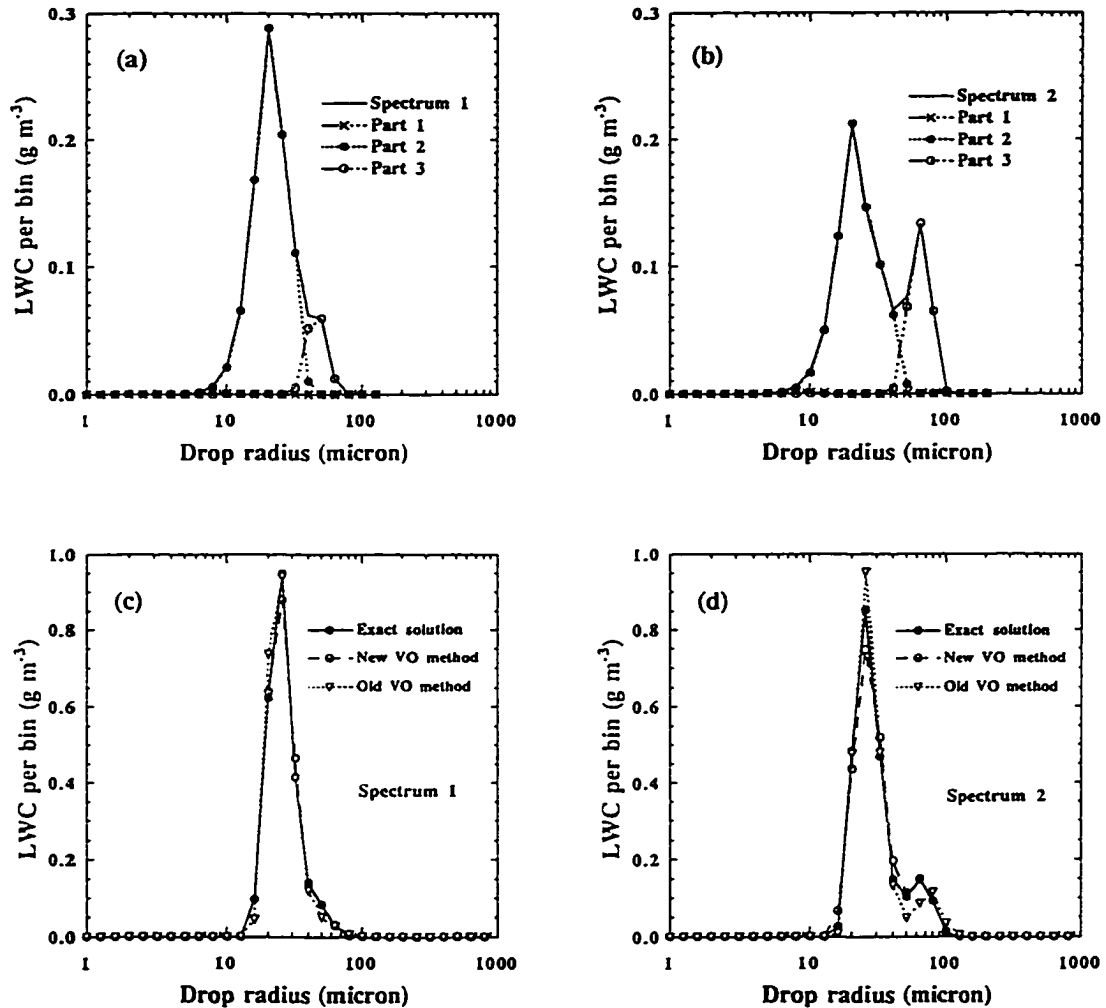 (a)
LWC per bin (g m⁻³)
0.3
0.2
0.1
0.0
Spectrum 1
Part 1
Part 2
Part 3
1
10
100
1000
Drop radius (micron)
(b)
LWC per bin (g m⁻³)
0.3
0.2
0.1
0.0
Spectrum 2
Part 1
Part 2
Part 3
1
10
100
1000
Drop radius (micron)
(c)
LWC per bin (g m⁻³)
1.0
0.8
0.6
0.4
0.2
0.0
Exact solution
New VO method
Old VO method
Spectrum 1
1
10
100
1000
Drop radius (micron)
(d)
LWC per bin (g m⁻³)
1.0
0.8
0.6
0.4
0.2
0.0
Exact solution
New VO method
Old VO method
Spectrum 2
1
10
100
1000
Drop radius (micron)